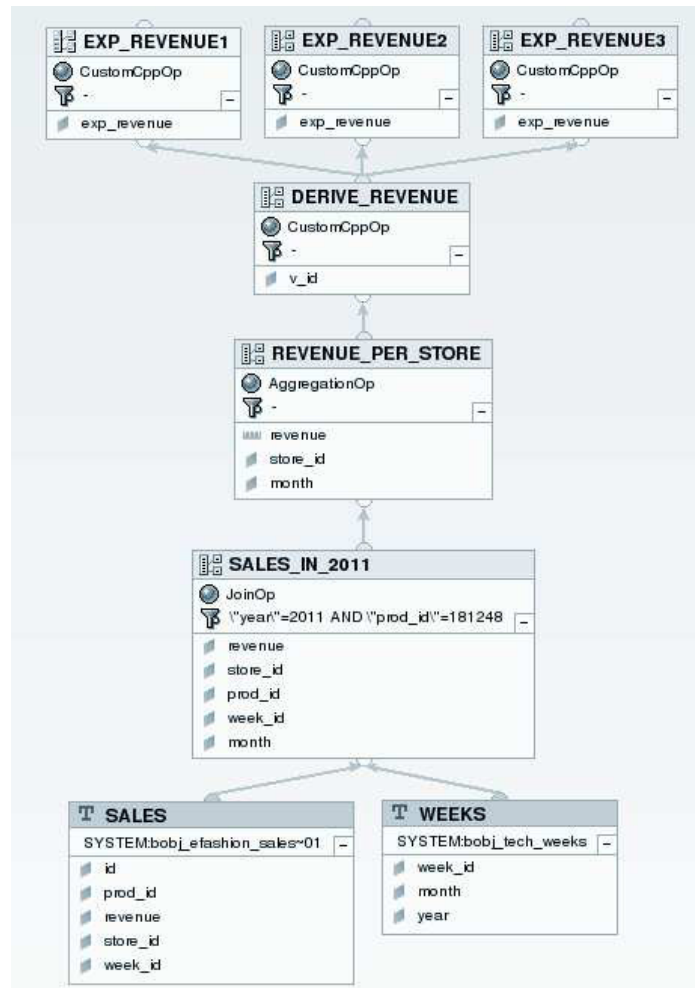 EXP_REVENUE1
CustomCppOp
-
exp_revenue
EXP_REVENUE2
CustomCppOp
-
exp_revenue
EXP_REVENUE3
CustomCppOp
-
exp_revenue
DERIVE_REVENUE
CustomCppOp
-
v_id
REVENUE_PER_STORE
AggregationOp
-
revenue
store_id
month
SALES_IN_2011
JoinOp
\"year\"=2011 AND \"prod_id\"=181248
revenue
store_id
prod_id
week_id
month
T SALES
SYSTEM:bobj_efashion_sales~01
id
prod_id
revenue
store_id
week_id
T WEEKS
SYSTEM:bobj_tech_weeks
week_id
month
year